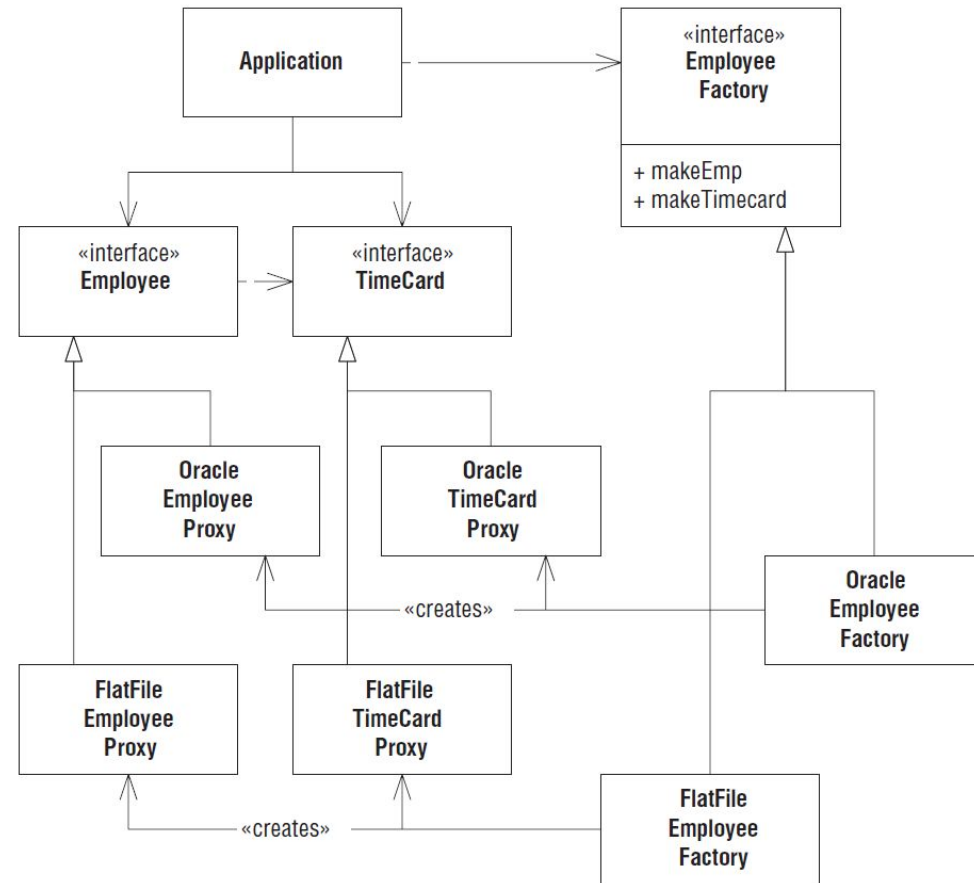 Application
«interface»
Employee
Factory
+ makeEmp
+ makeTimecard
«interface»
Employee
«interface»
TimeCard
Oracle
Employee
Proxy
Oracle
TimeCard
Proxy
«creates»
Oracle
Employee
Factory
FlatFile
Employee
Proxy
FlatFile
TimeCard
Proxy
«creates»
FlatFile
Employee
Factory